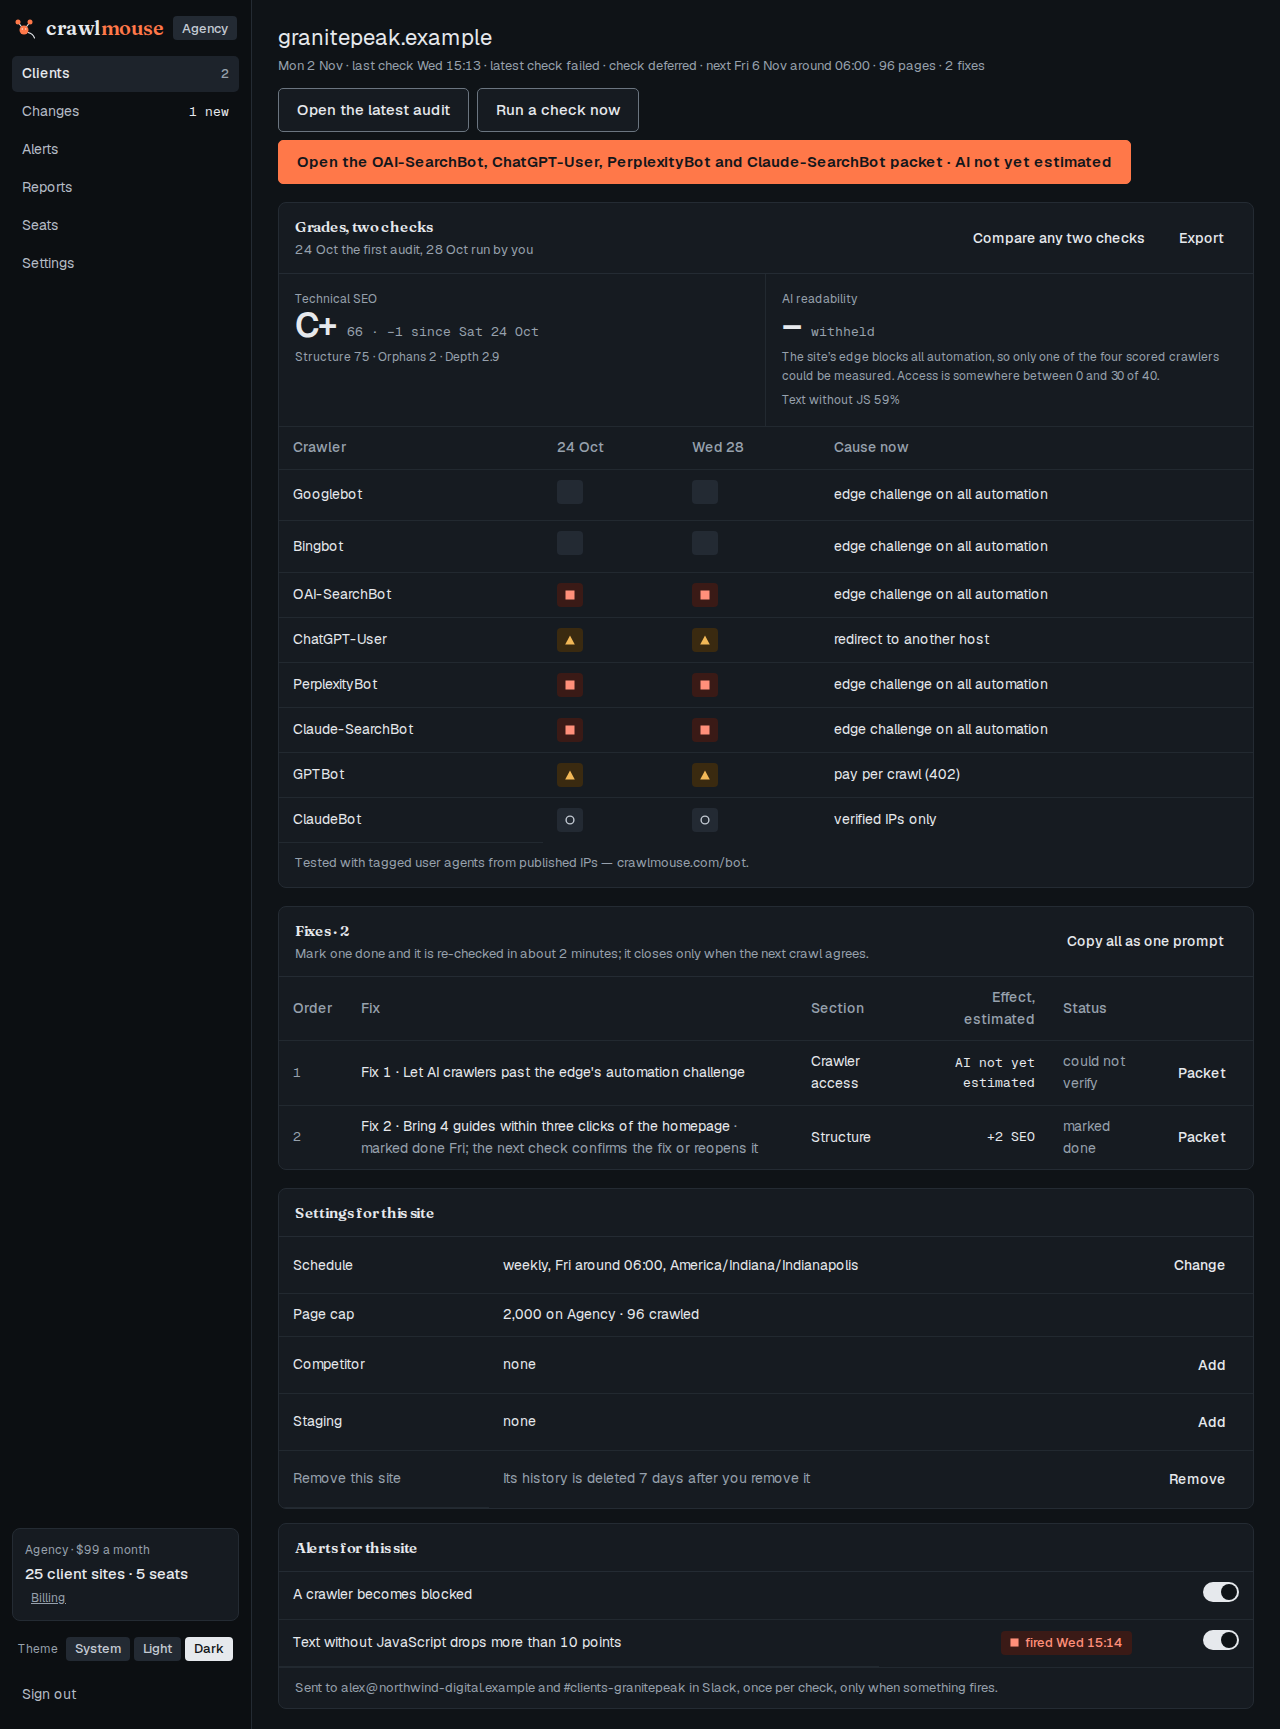 crawlmouse Agency
Clients 2
Changes 1 new
Alerts
Reports
Seats
Settings
Agency · $99 a month
25 client sites · 5 seats
Billing
Theme System Light Dark
Sign out
granitepeak.example
Mon 2 Nov · last check Wed 15:13 · latest check failed · check deferred · next Fri 6 Nov around 06:00 · 96 pages · 2 fixes
Open the latest audit Run a check now
Open the OAI-SearchBot, ChatGPT-User, PerplexityBot and Claude-SearchBot packet · AI not yet estimated
Grades, two checks
24 Oct the first audit, 28 Oct run by you
Compare any two checks Export
Technical SEO
C+ 66 · −1 since Sat 24 Oct
Structure 75 · Orphans 2 · Depth 2.9
AI readability
– withheld
The site's edge blocks all automation, so only one of the four scored crawlers
could be measured. Access is somewhere between 0 and 30 of 40.
Text without JS 59%
Crawler 24 Oct Wed 28 Cause now
Googlebot edge challenge on all automation
Bingbot edge challenge on all automation
OAI-SearchBot edge challenge on all automation
ChatGPT-User redirect to another host
PerplexityBot edge challenge on all automation
Claude-SearchBot edge challenge on all automation
GPTBot pay per crawl (402)
ClaudeBot verified IPs only
Tested with tagged user agents from published IPs — crawlmouse.com/bot.
Fixes · 2
Mark one done and it is re-checked in about 2 minutes; it closes only when the next crawl agrees.
Copy all as one prompt
Order Fix Section Effect, estimated Status
1 Fix 1 · Let AI crawlers past the edge's automation challenge Crawler access AI not yet estimated could not verify Packet
2 Fix 2 · Bring 4 guides within three clicks of the homepage ·
marked done Fri; the next check confirms the fix or reopens it Structure +2 SEO marked done Packet
Settings for this site
Schedule weekly, Fri around 06:00, America/Indiana/Indianapolis Change
Page cap 2,000 on Agency · 96 crawled
Competitor none Add
Staging none Add
Remove this site Its history is deleted 7 days after you remove it Remove
Alerts for this site
A crawler becomes blocked
Text without JavaScript drops more than 10 points fired Wed 15:14
Sent to alex@northwind-digital.example and #clients-granitepeak in Slack, once per check, only when something fires.